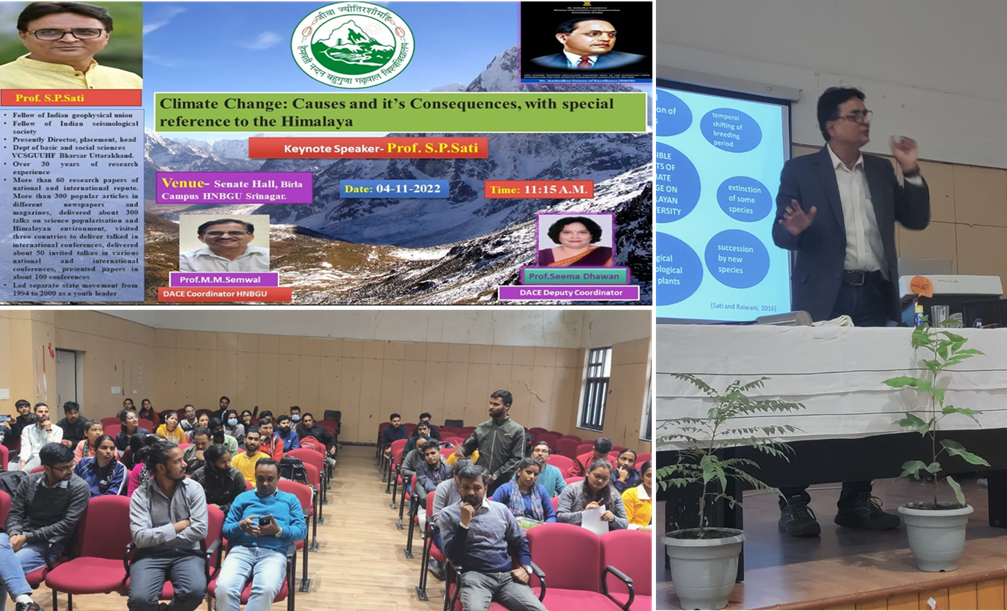 Prof. S.P.Sati
• Fellow of Indian geophysical union
• Fellow of Indian seismological
society
• Presently Director, placement, head
• Dept of basic and social sciences
VCSGUUHF Bharsar Uttarakhand.
• Over 30 years of research
experience
• More than 60 research papers of
national and international repute.
More than 300 popular articles in
different newspapers and
magazines, delivered about 300
talks on science popularisation and
Himalayan environment, visited
three countries to deliver talked in
international conferences, delivered
about 50 invited talkes in various
national and international
conferences, presented papers in
about 100 conferences
• Led separate state movement from
1994 to 2000 as a youth leader
Climate Change: Causes and it's Consequences, with special
reference to the Himalaya
Keynote Speaker- Prof. S.P.Sati
Venue- Senate Hall, Birla
Campus HNBGU Srinagar.
Date: 04-11-2022
Time: 11:15 A.M.
Prof.M.M.Semwal
DACE Coordinator HNBGU
Prof.Seema Dhawan
DACE Deputy Coordinator
temporal
shifting of
breeding
period
extinction
of some
species
succession
by new
species
(Sati and Raiwani, 2016)